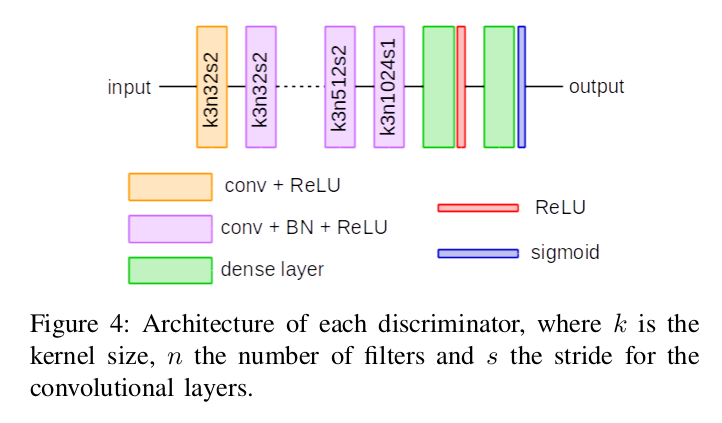 input
k3n32s2
k3n32s2
k3n512s2
k3n1024s1
output
conv + ReLU
conv + BN + ReLU
dense layer
ReLU
sigmoid
Figure 4: Architecture of each discriminator, where k is the
kernel size, n the number of filters and s the stride for the
convolutional layers.